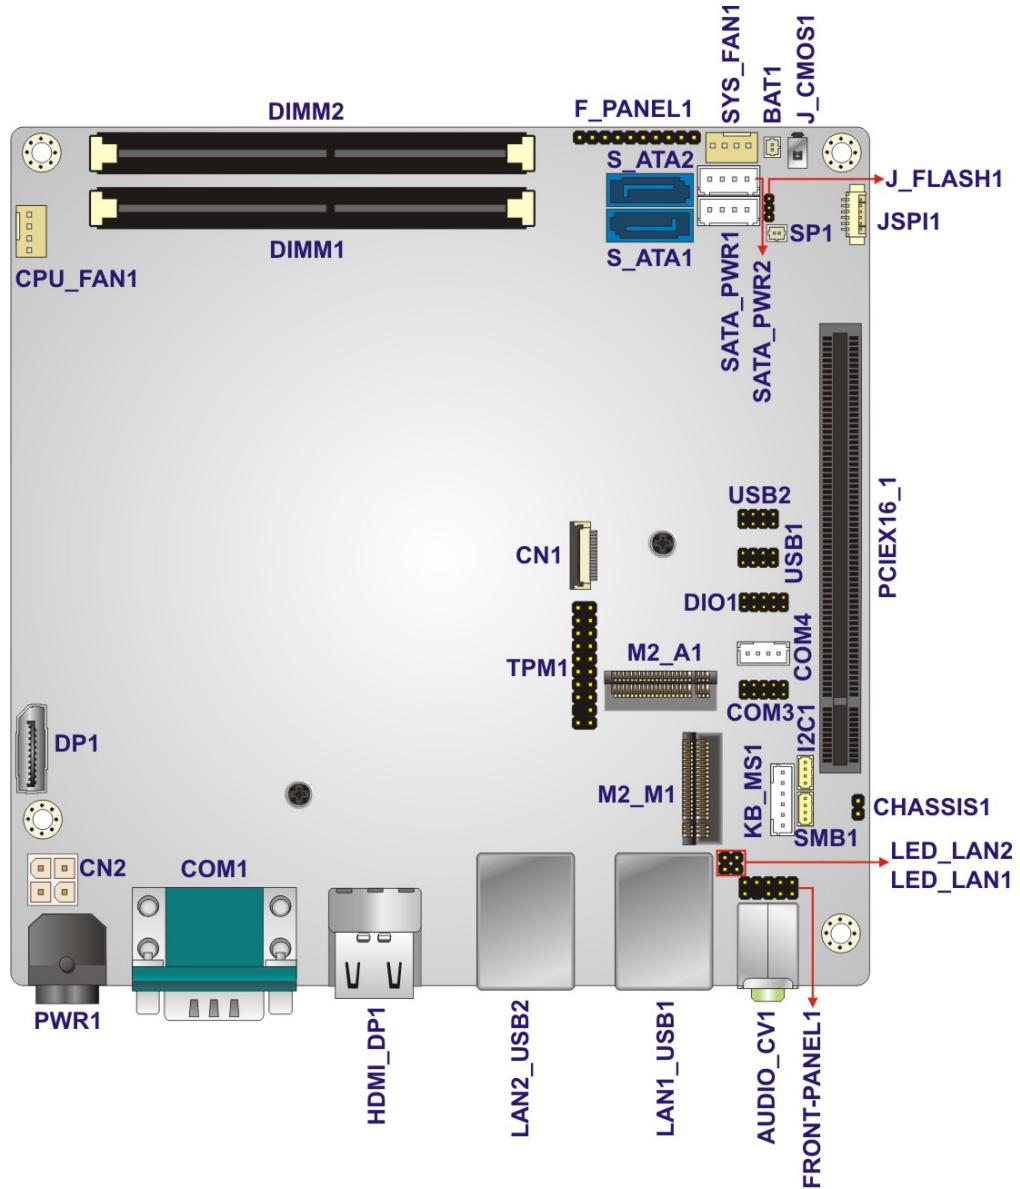 SYS_FAN1
BAT1
J_CMOS1
DIMM2
F_PANEL1
S_ATA2
J_FLASH1
JSPI1
SP1
DIMM1
S_ATA1
CPU_FAN1
SATA_PWR1
SATA_PWR2
PCIEX16_1
USB2
USB1
CN1
DIO1
COM4
M2_A1
TPM1
COM3
I2C1
DP1
KB_MS1
M2_M1
CHASSIS1
SMB1
LED_LAN2
LED_LAN1
CN2
COM1
PWR1
HDMI_DP1
LAN2_USB2
LAN1_USB1
AUDIO_CV1
FRONT-PANEL1